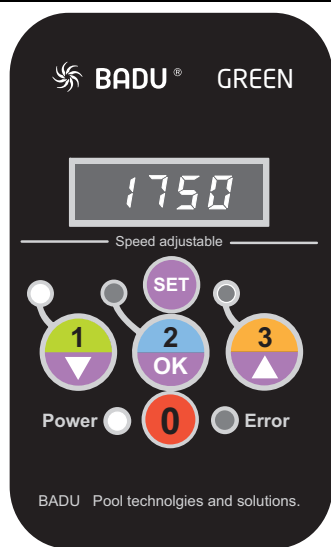 BADU® GREEN
1750
Speed adjustable
SET
1 2 3
OK
Power 0 Error
BADU Pool technolgies and solutions.